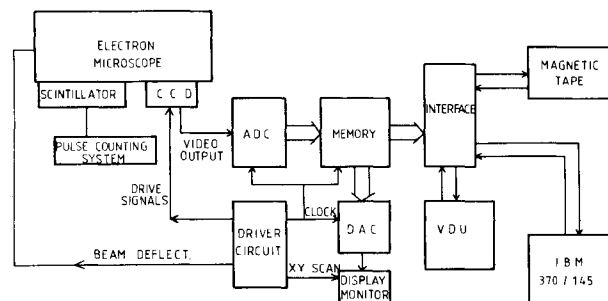 ELECTRON
MICROSCOPE
SCINTILLATOR
C C D
PULSE COUNTING
SYSTEM
VIDEO
OUTPUT
ADC
MEMORY
INTERFACE
MAGNETIC
TAPE
DRIVE
SIGNALS
CLOCK
DRIVER
CIRCUIT
DAC
VDU
BEAM DEFLECT.
XY SCAN
DISPLAY
MONITOR
IBM
370 / 145